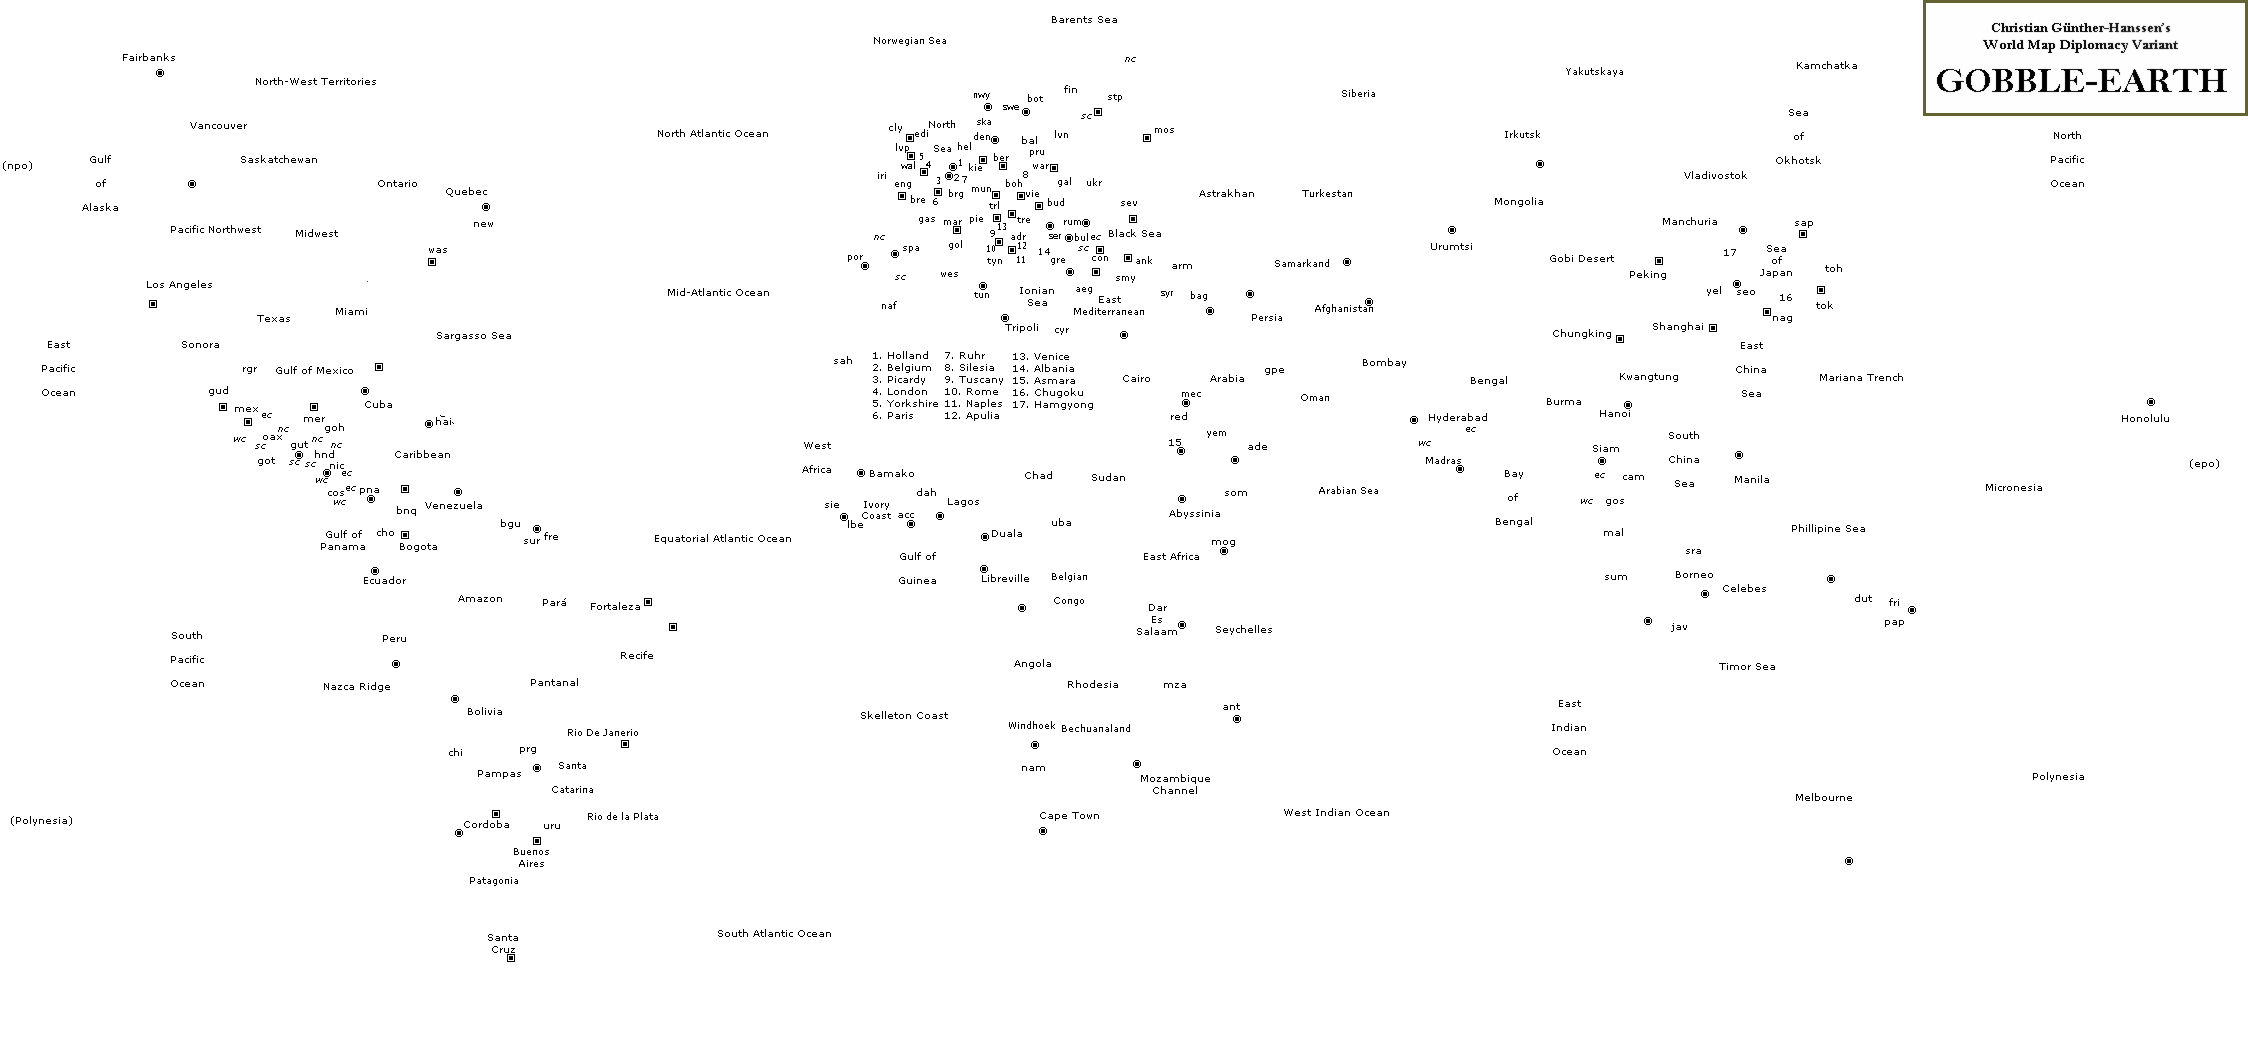 Christian Günther-Hanssen's
World Map Diplomacy Variant
GOBBLE-EARTH
Barents Sea
Norwegian Sea
nc
Fairbanks
North-West Territories
Vancouver
Gulf
of
Alaska
(npo)
Saskatchewan
Ontario
Quebec
new
Pacific Northwest
Midwest
was
Los Angeles
Texas
Miami
Sargasso Sea
East
Pacific
Ocean
Sonora
rgr
Gulf of Mexico
gud
mex
ec
mer
Cuba
hai
nc
goh
wc
oax
sc
nc
gut
nc
hnd
got
sc
sc
nic
wc
ec
Caribbean
cos
ec
pna
wc
bnq
Venezuela
Gulf of
Panama
cho
Bogota
bgu
sur
fre
Ecuador
Amazon
Pará
Fortaleza
Recife
South
Pacific
Ocean
Peru
Nazca Ridge
Pantanal
Bolivia
Rio De Janerio
chi
prg
Pampas
Santa
Catarina
(Polynesia)
Cordoba
uru
Rio de la Plata
Buenos
Aires
Patagonia
Santa
Cruz
South Atlantic Ocean
North Atlantic Ocean
Mid-Atlantic Ocean
Equatorial Atlantic Ocean
nwy
swe
bot
fin
stp
sc
ska
cly
edi
North
Sea
den
hel
bal
lvn
mos
lvp
5
wal
4
1
kie
ber
pru
war
8
iri
eng
3
2
7
mun
boh
gal
ukr
bre
6
brg
vie
trl
bud
sev
gas
mar
pie
tre
13
rum
nc
spa
gol
9
adr
ser
bul
ec
Black Sea
10
12
14
sc
con
ank
arm
por
sc
wes
tyn
11
gre
smy
syr
bag
naf
tun
Ionian
Sea
aeg
East
Mediterranean
Tripoli
cyr
Persia
Afghanistan
Samarkand
Astrakhan
Turkestan
Siberia
sah
1. Holland
2. Belgium
3. Picardy
4. London
5. Yorkshire
6. Paris
7. Ruhr
8. Silesia
9. Tuscany
10. Rome
11. Naples
12. Apulia
13. Venice
14. Albania
15. Asmara
16. Chugoku
17. Hamgyong
Cairo
Arabia
gpe
Oman
mec
red
yem
15
ade
West
Africa
Bamako
Chad
Sudan
sie
lbe
Ivory
Coast
dah
acc
Lagos
Duala
uba
som
Abyssinia
Arabian Sea
East Africa
mog
Gulf of
Guinea
Libreville
Belgian
Congo
Dar
Es
Salaam
Seychelles
Angola
Rhodesia
mza
Skelleton Coast
Windhoek
Bechuanaland
ant
nam
Mozambique
Channel
Cape Town
West Indian Ocean
Yakutskaya
Kamchatka
Irkutsk
Sea
of
Okhotsk
North
Pacific
Ocean
Vladivostok
Mongolia
Manchuria
sap
Urumtsi
Gobi Desert
Peking
17
Sea
of
Japan
toh
yel
seo
16
tok
nag
Chungking
Shanghai
East
China
Sea
Mariana Trench
Bombay
Bengal
Kwangtung
Burma
Hanoi
Honolulu
Hyderabad
ec
wc
Madras
Siam
South
China
Sea
(epo)
Bay
of
Bengal
ec
cam
Manila
Micronesia
wc
gos
mal
Phillipine Sea
sra
sum
Borneo
Celebes
dut
fri
pap
jav
Timor Sea
East
Indian
Ocean
Polynesia
Melbourne